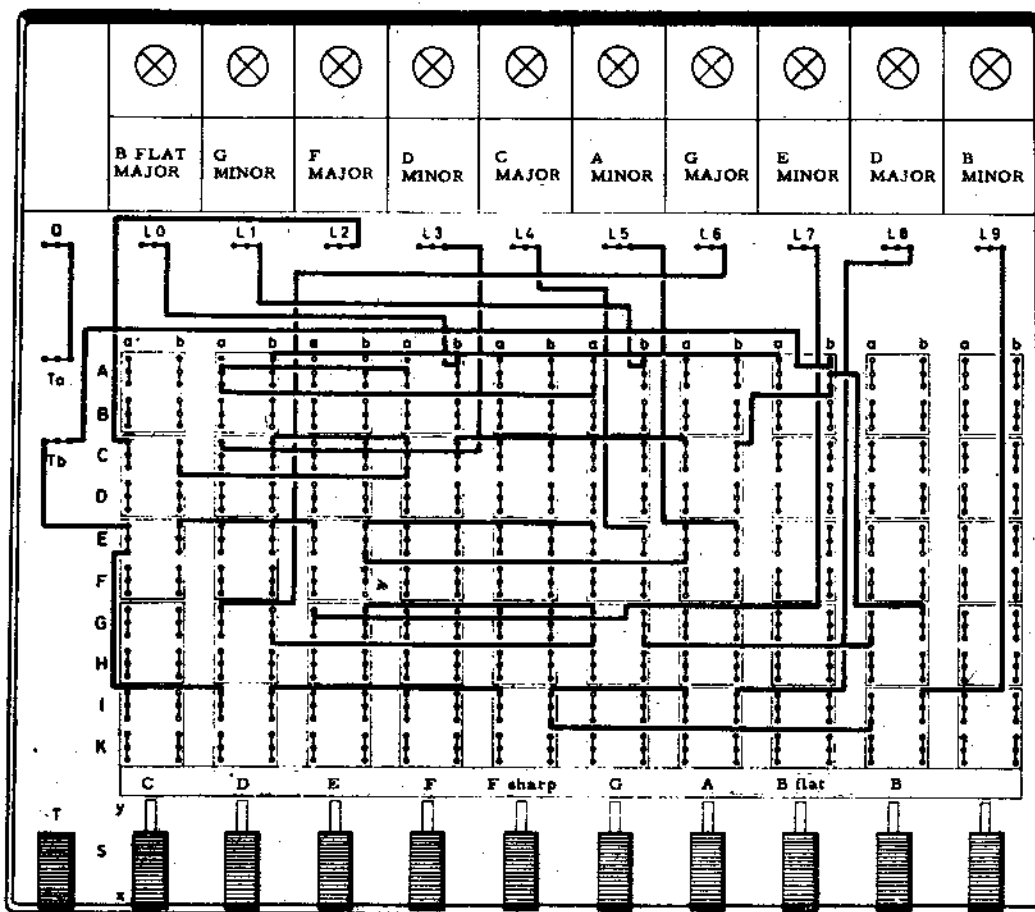 B FLAT MAJOR G MINOR F MAJOR D MINOR C MAJOR A MINOR G MAJOR E MINOR D MAJOR B MINOR
0 L0 L1 L2 L3 L4 L5 L6 L7 L8 L9
a b a b a b a b a b a b a b b a b b
Ta A
B
Tb C
D
E
F
G
H
I
K
C D E F F sharp G A B flat B
T y
S
x